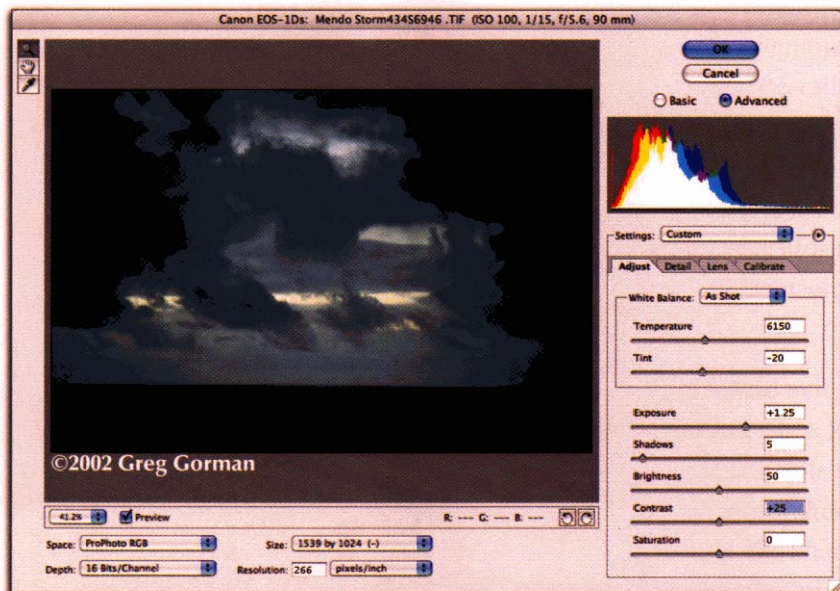 Canon EOS-1Ds: Mendo Storm434S6946 .TIF (ISO 100, 1/15, f/5.6, 90 mm)
OK
Cancel
Basic Advanced
Settings: Custom
Adjust Detail Lens Calibrate
White Balance: As Shot
Temperature 6150
Tint -20
Exposure +1.25
Shadows 5
Brightness 50
Contrast +25
Saturation 0
©2002 Greg Gorman
41.2% Preview R: --- G: --- B: ---
Space: ProPhoto RGB Size: 1539 by 1024 (-)
Depth: 16 Bits/Channel Resolution: 266 pixels/inch